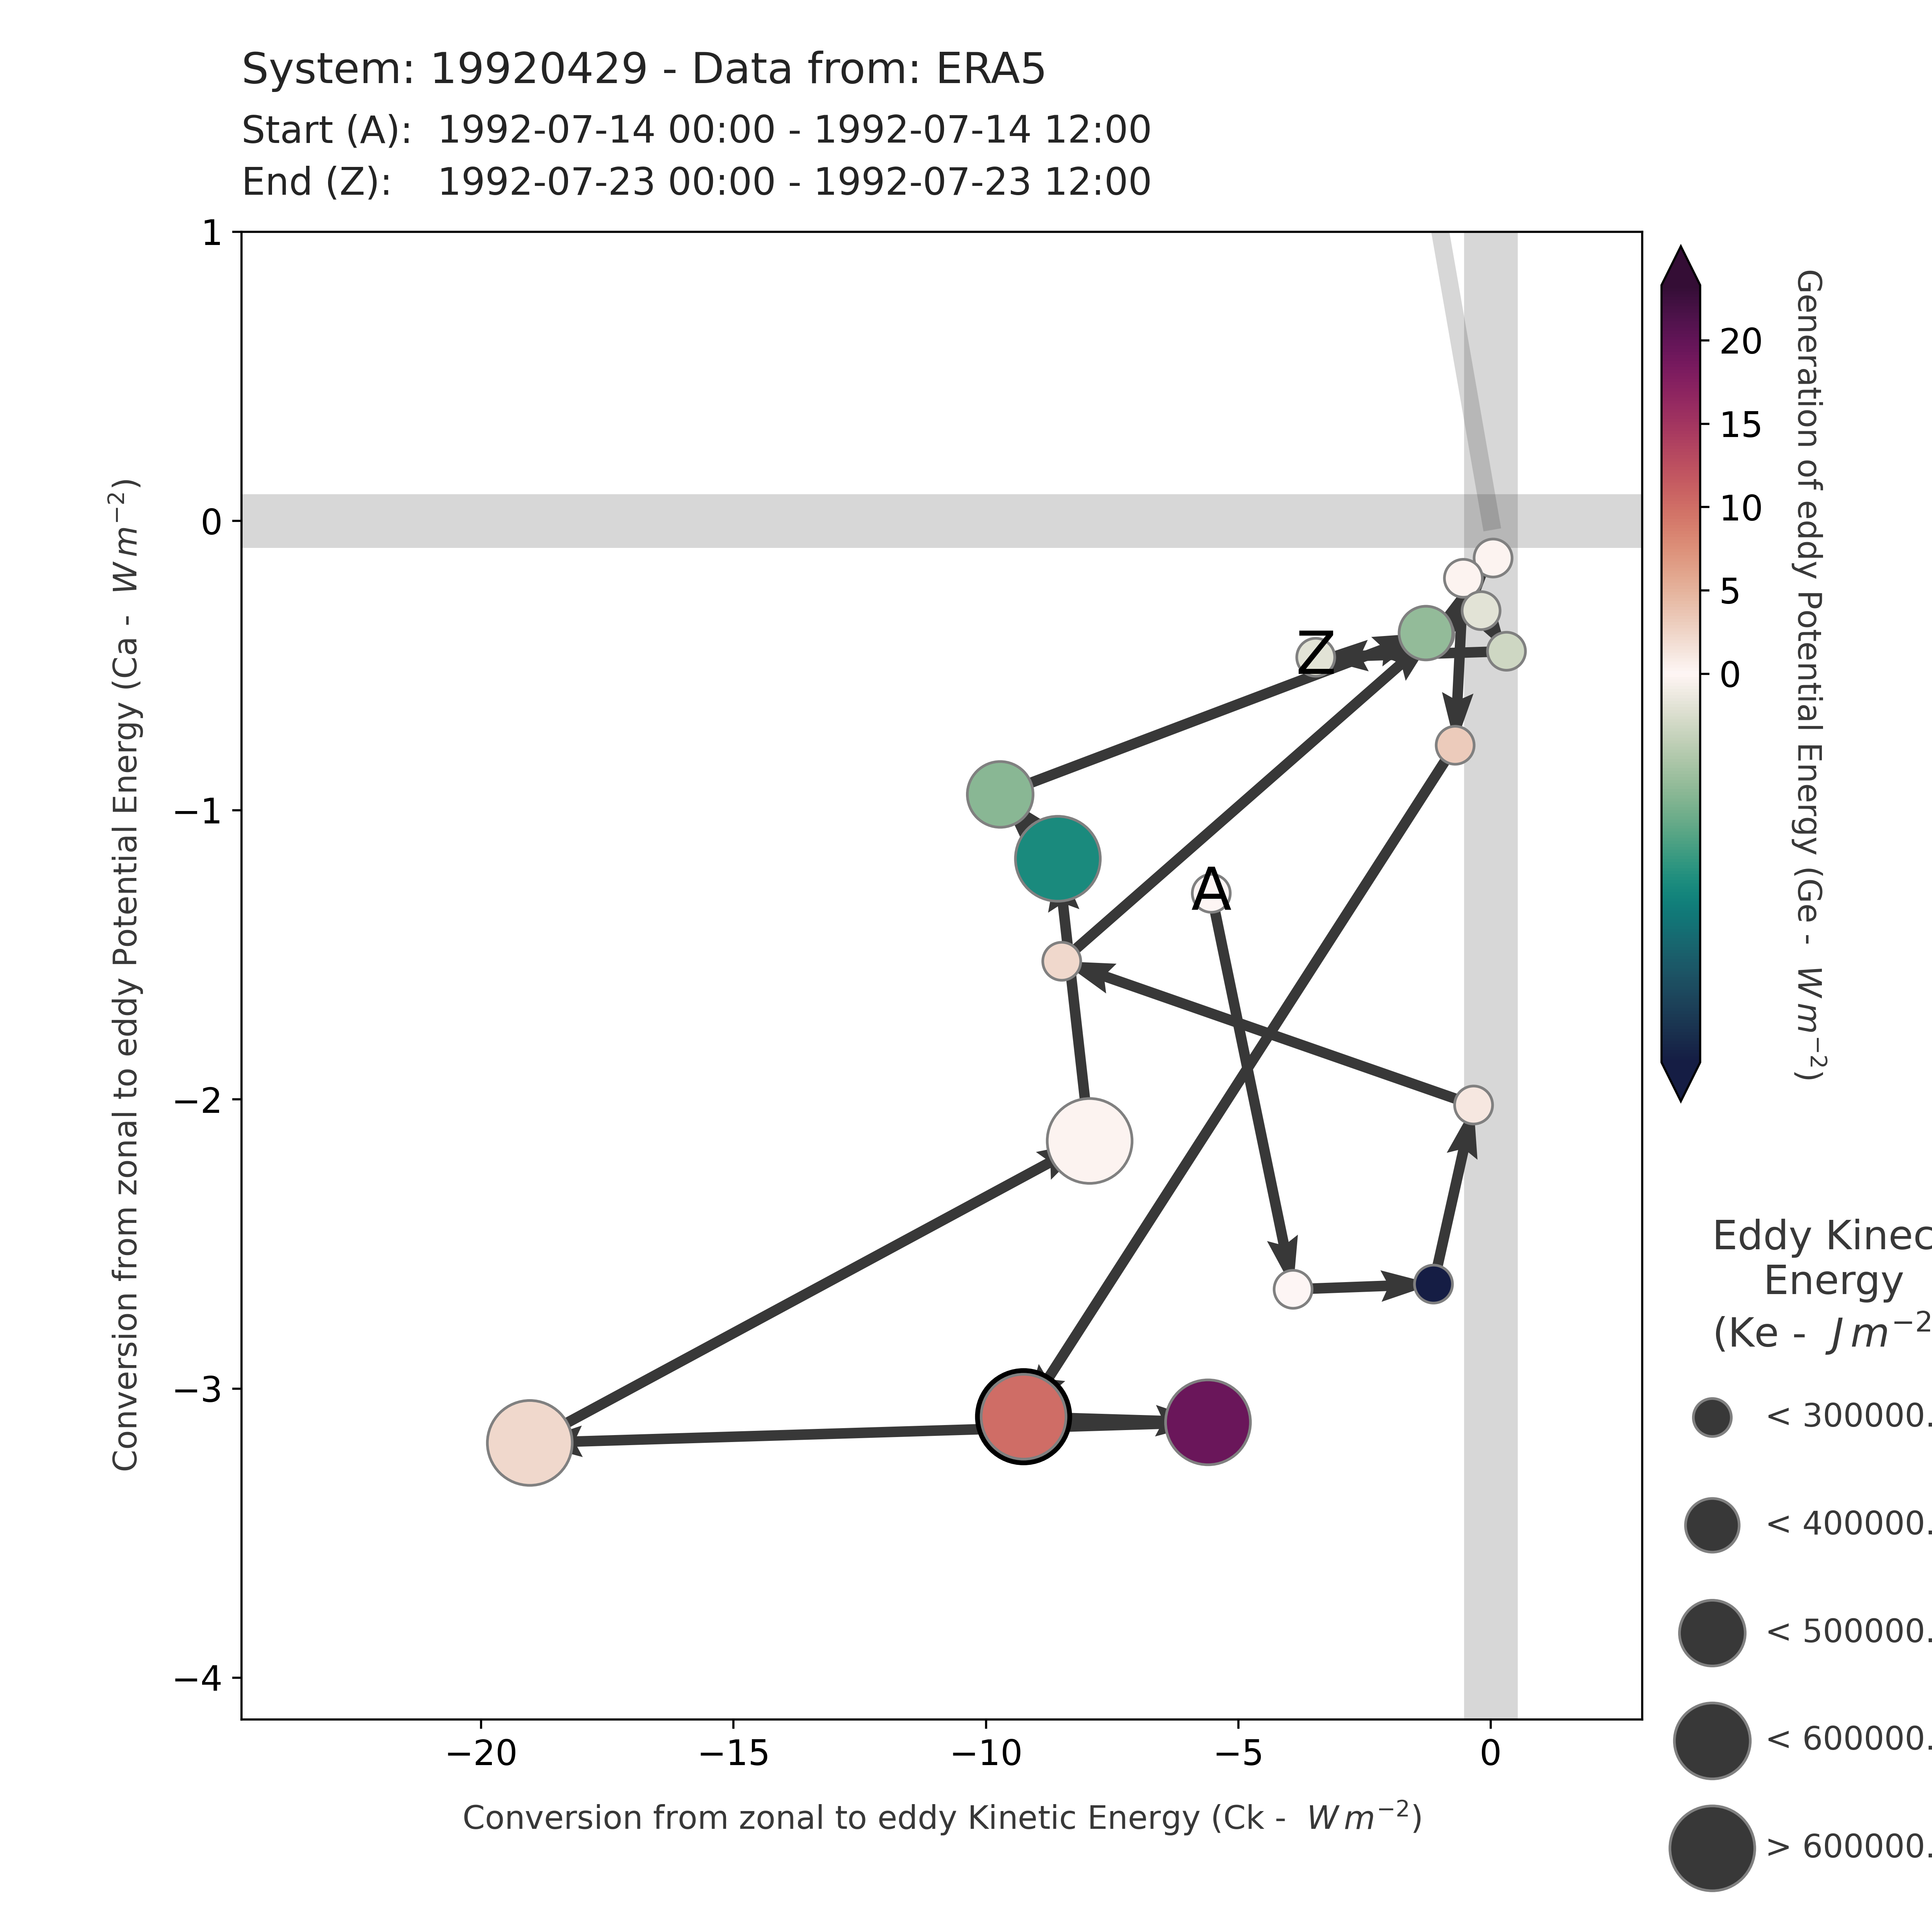 System: 19920429 - Data from: ERA5
Start (A): 1992-07-14 00:00 - 1992-07-14 12:00
End (Z): 1992-07-23 00:00 - 1992-07-23 12:00
Conversion from zonal to eddy Potential Energy (Ca - W m⁻²)
1
0
−1
−2
−3
−4
Z
A
−20
−15
−10
−5
0
Conversion from zonal to eddy Kinetic Energy (Ck - W m⁻²)
20
15
10
5
0
Generation of eddy Potential Energy (Ge - W m⁻²)
Eddy Kinec
Energy
(Ke - J m⁻²
< 300000.
< 400000.
< 500000.
< 600000.
> 600000.